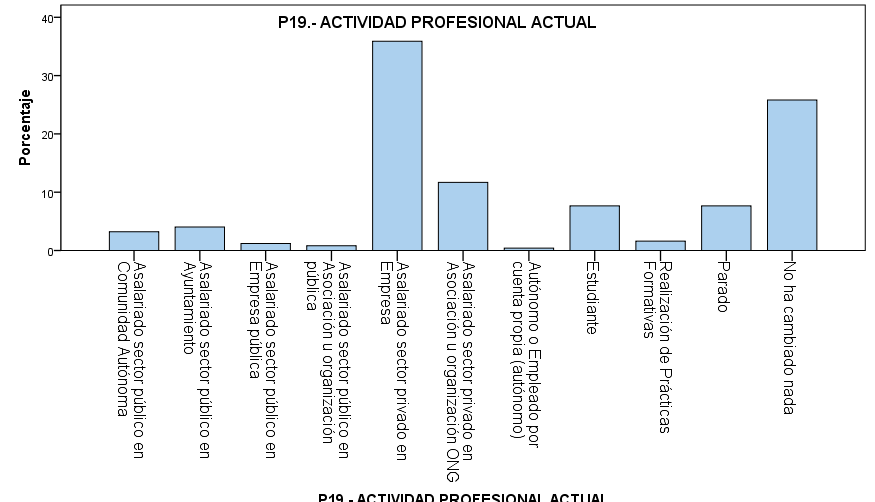 P19.- ACTIVIDAD PROFESIONAL ACTUAL
Porcentaje
40
30
20
10
0
Asalariado sector público en
Comunidad Autónoma
Asalariado sector público en
Ayuntamiento
Asalariado sector público en
Empresa pública
Asalariado sector público en
Asociación u organización
pública
Asalariado sector privado en
Empresa
Asalariado sector privado en
Asociación u organización ONG
Autónomo o Empleado por
cuenta propia (autónomo)
Estudiante
Realización de Prácticas
Formativas
Parado
No ha cambiado nada
P19.- ACTIVIDAD PROFESIONAL ACTUAL